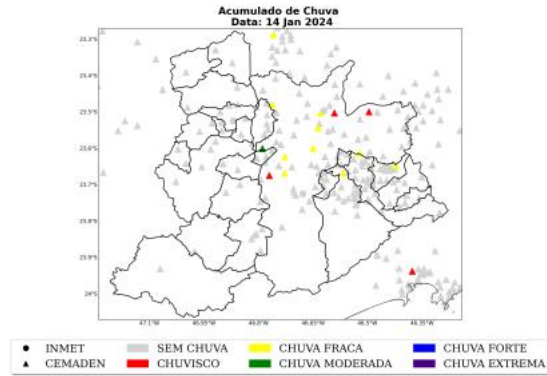 Acumulado de Chuva
Data: 14 Jan 2024
23.3°S
23.4°S
23.5°S
23.6°S
23.7°S
23.8°S
23.9°S
24°S
47.1°W
46.95°W
46.8°W
46.65°W
46.5°W
46.35°W
INMET
SEM CHUVA
CHUVA FRACA
CHUVA FORTE
CEMADEN
CHUVISCO
CHUVA MODERADA
CHUVA EXTREMA